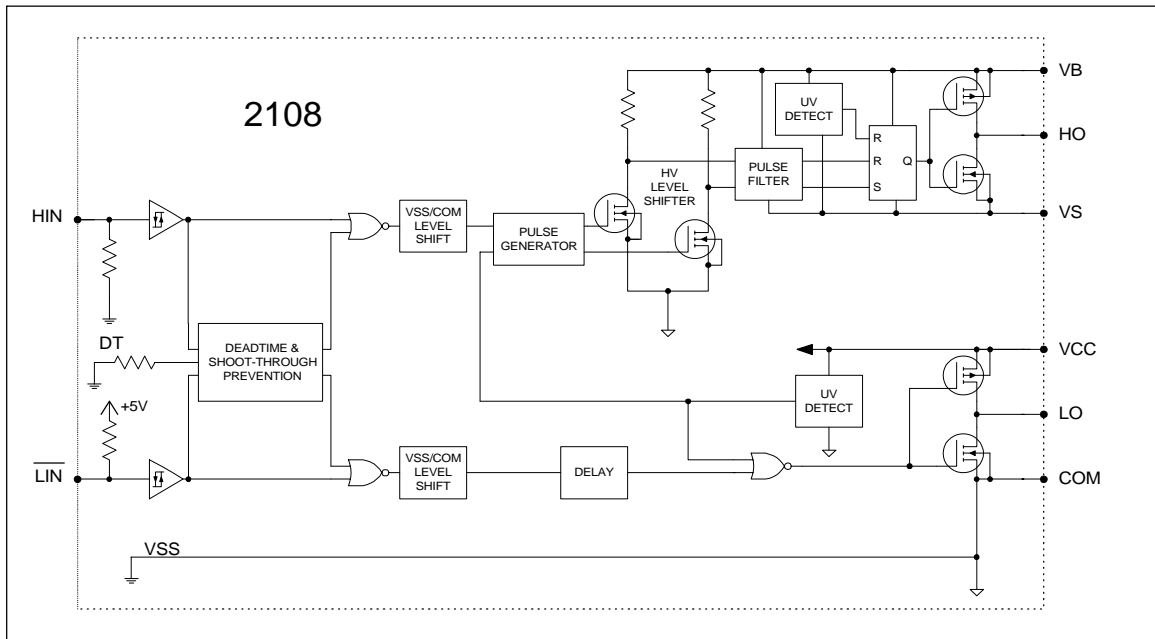 2108
VB
UV
DETECT
R
R
Q
S
HO
PULSE
FILTER
HV
LEVEL
SHIFTER
HIN
VSS/COM
LEVEL
SHIFT
PULSE
GENERATOR
VS
DT
DEADTIME &
SHOOT-THROUGH
PREVENTION
VCC
+5V
UV
DETECT
LO
LIN
VSS/COM
LEVEL
SHIFT
DELAY
COM
VSS